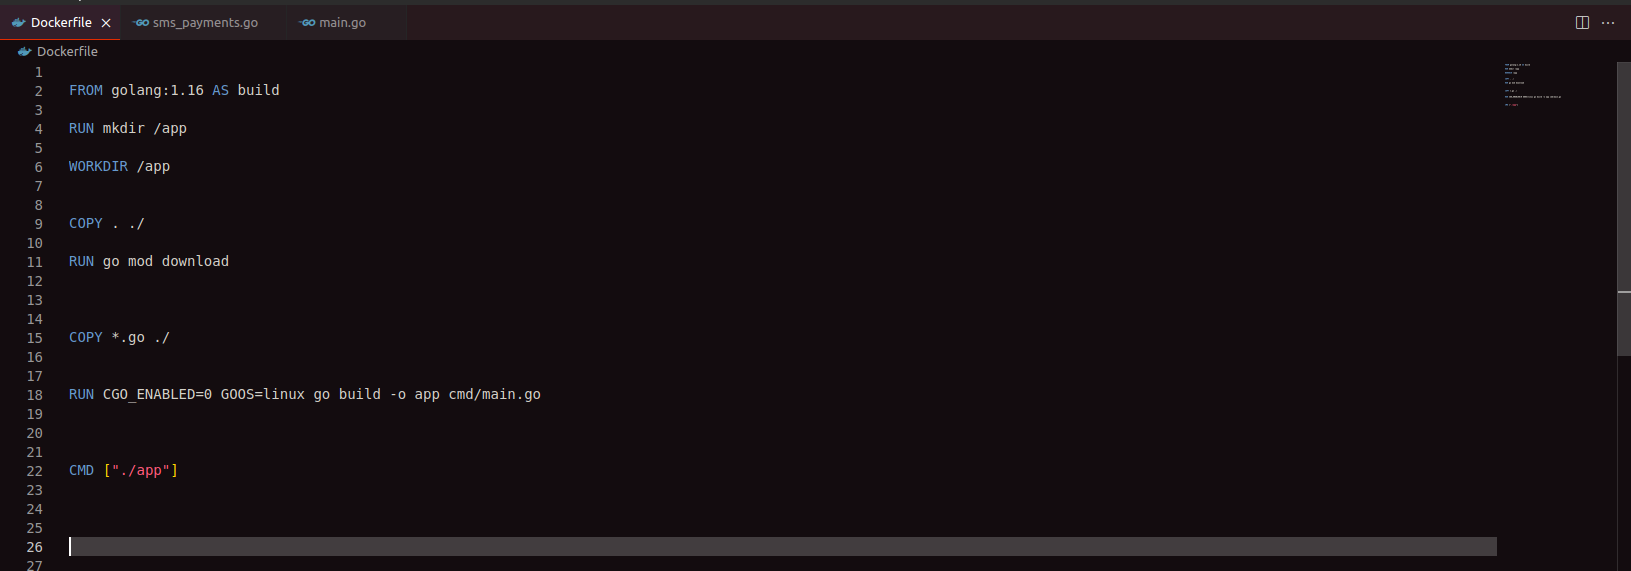 Dockerfile × GO sms_payments.go GO main.go ···
Dockerfile
1
2 FROM golang:1.16 AS build
3
4 RUN mkdir /app
5
6 WORKDIR /app
7
8
9 COPY . ./
10
11 RUN go mod download
12
13
14
15 COPY *.go ./
16
17
18 RUN CGO_ENABLED=0 GOOS=linux go build -o app cmd/main.go
19
20
21
22 CMD ["./app"]
23
24
25
26
27